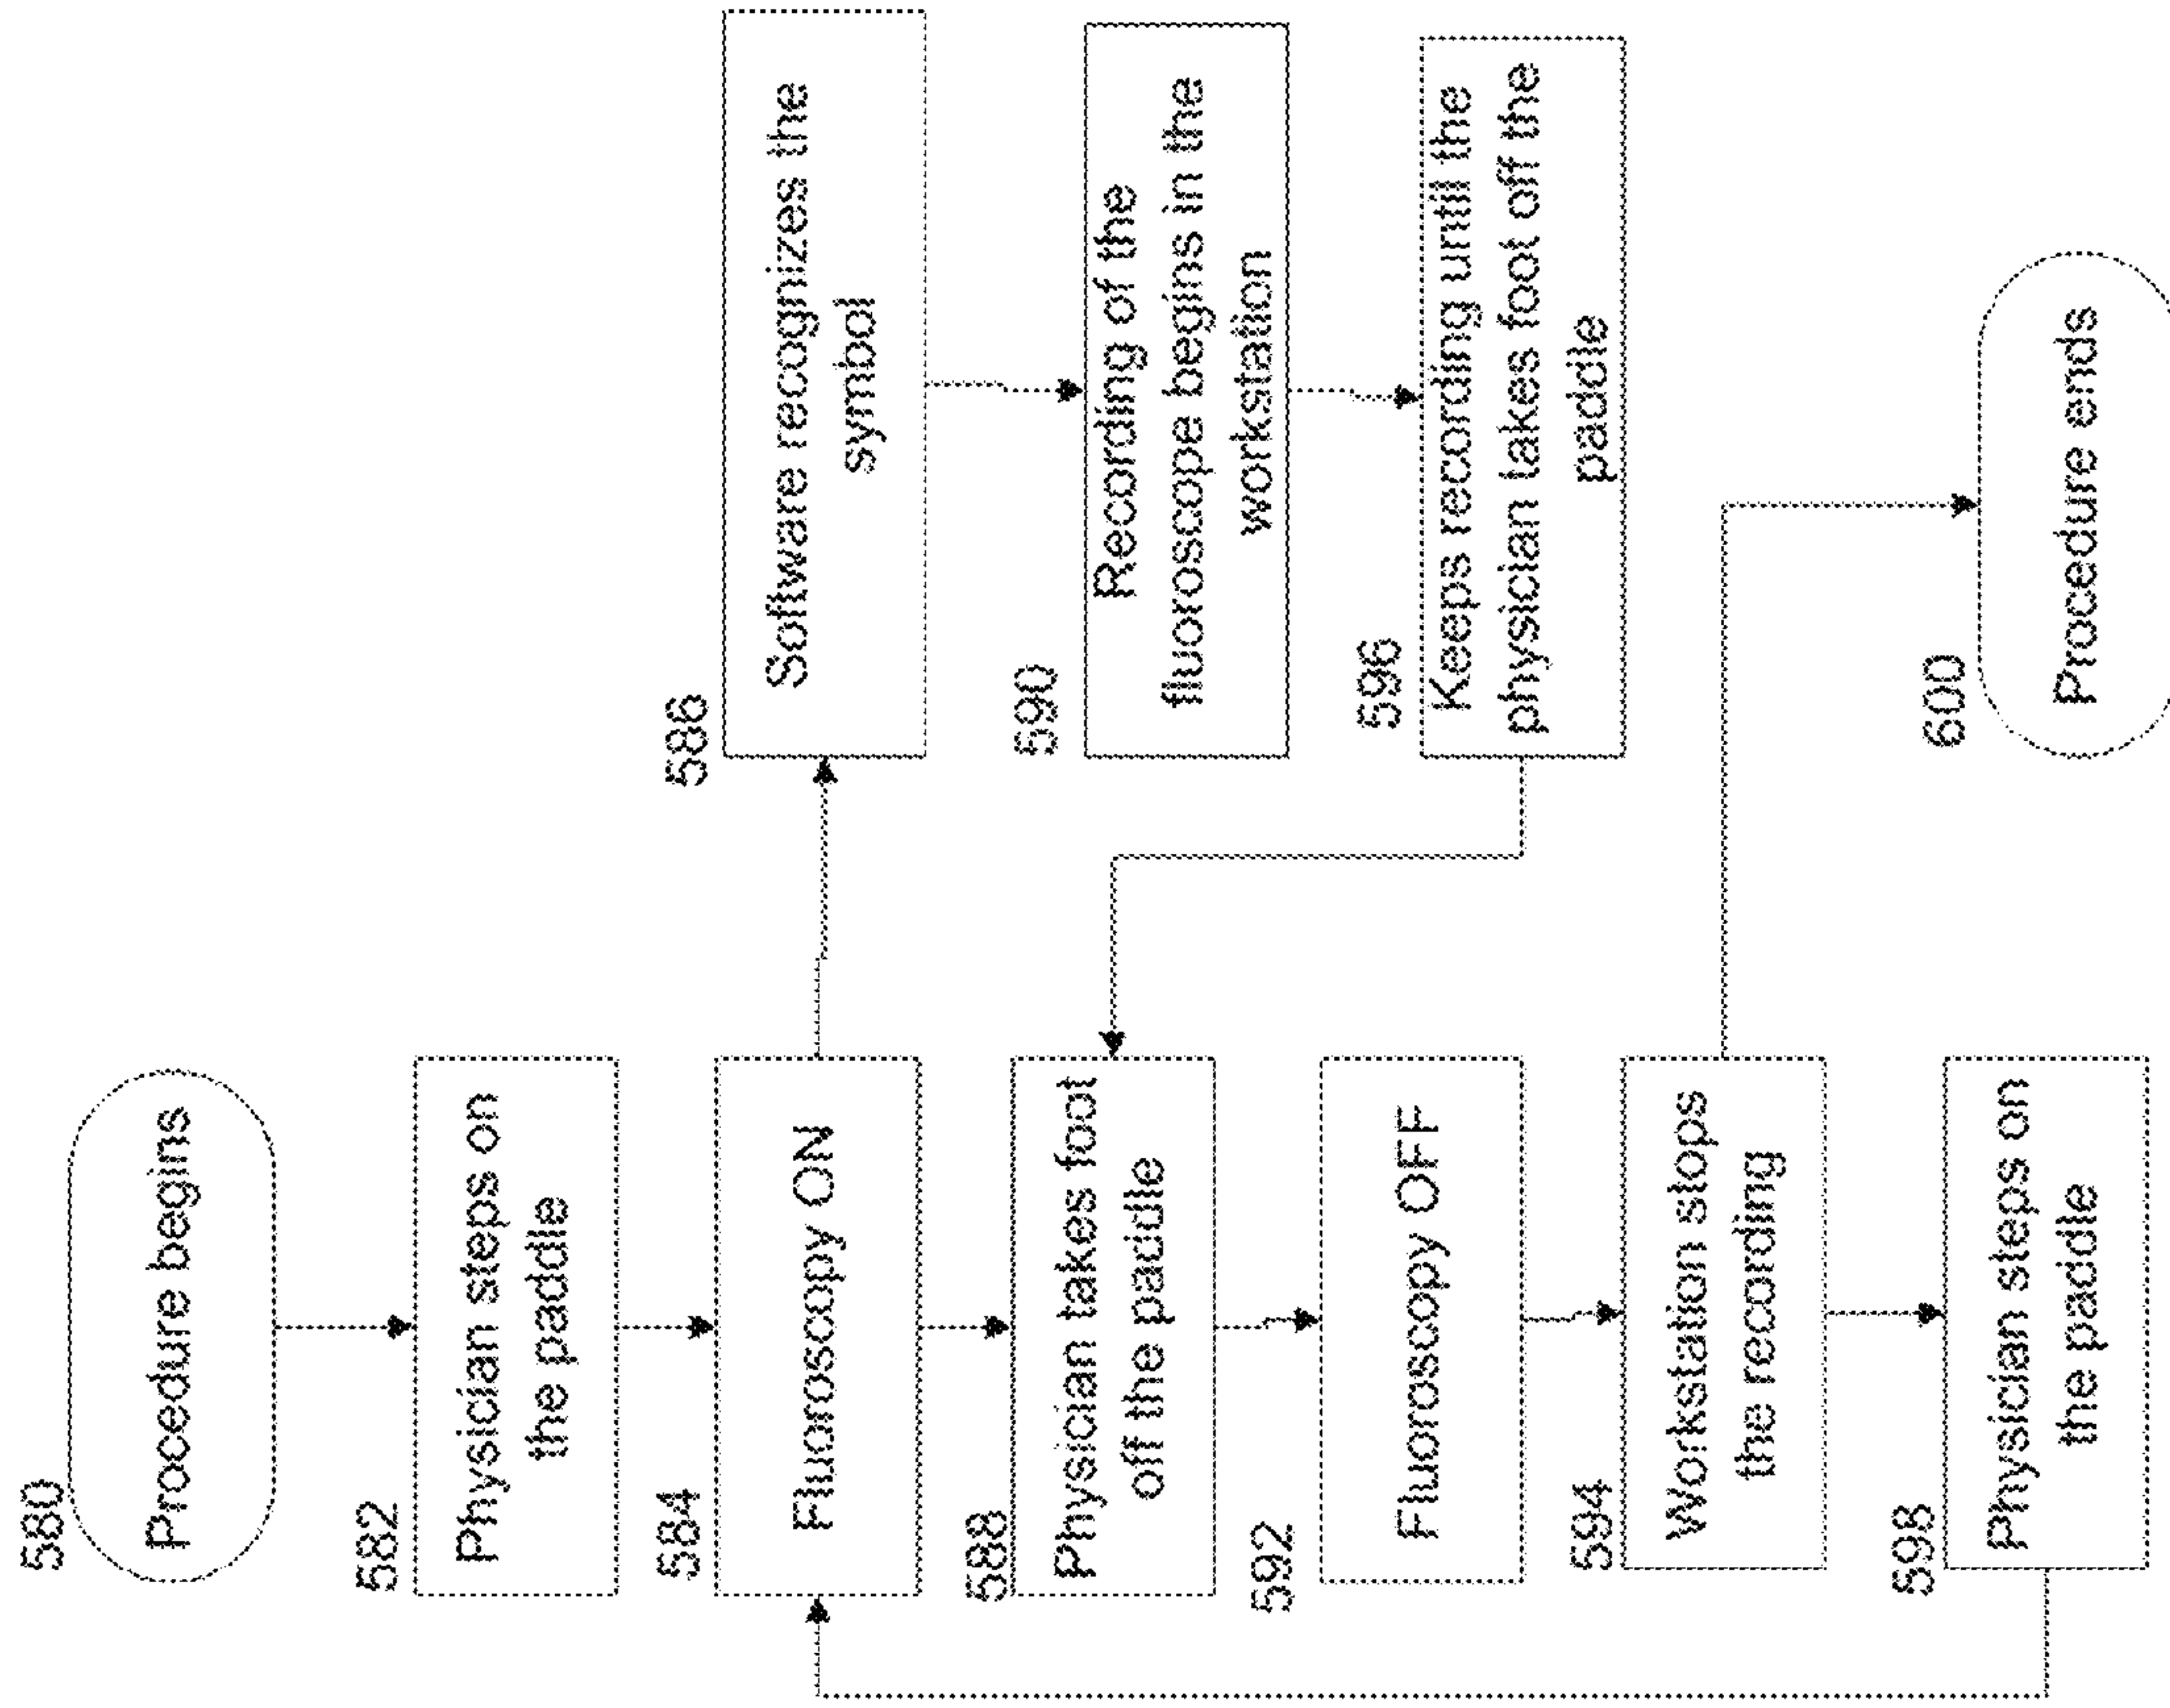 580
Procedure begins
582
Physician steps on
the paddle
584
Fluoroscopy ON
586
Software recognizes the
symbol
588
Physician takes foot
off the paddle
590
Recording of the
fluoroscope begins in the
workstation
592
Fluoroscopy OFF
596
Keeps recording until the
physician takes foot off the
paddle
594
Workstation stops
the recording
598
Physician steps on
the paddle
600
Procedure ends